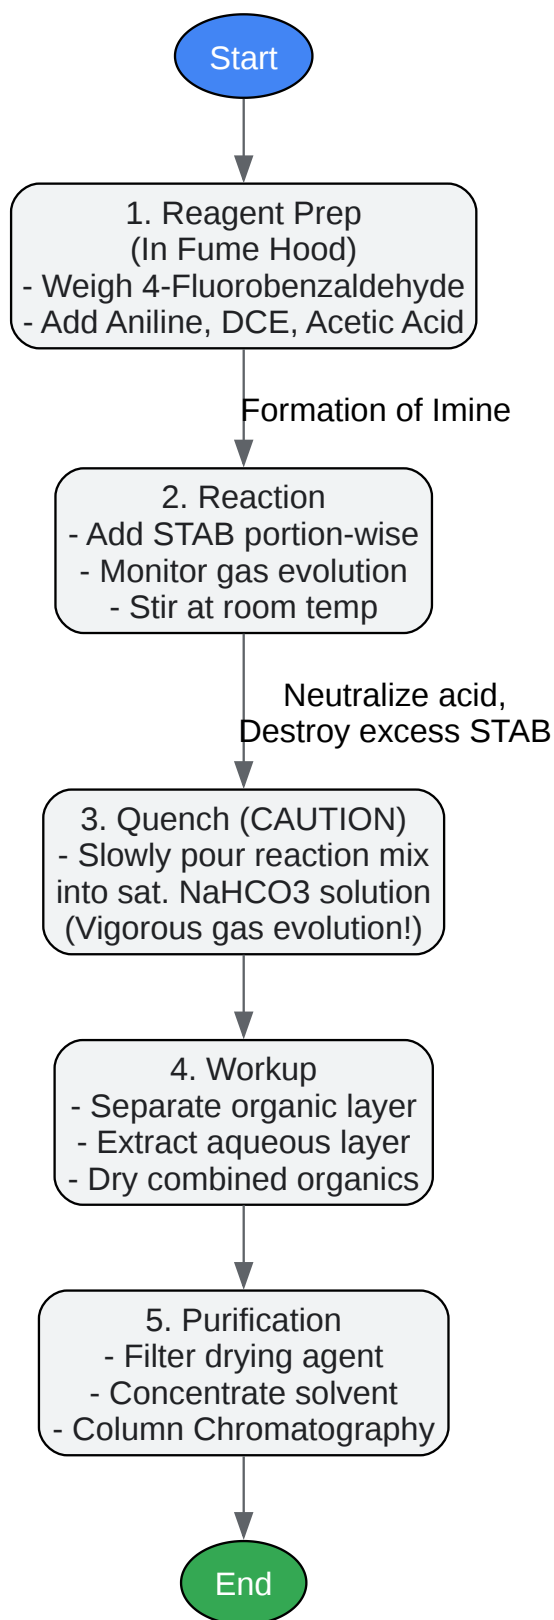 Start
1. Reagent Prep
(In Fume Hood)
- Weigh 4-Fluorobenzaldehyde
- Add Aniline, DCE, Acetic Acid
Formation of Imine
2. Reaction
- Add STAB portion-wise
- Monitor gas evolution
- Stir at room temp
Neutralize acid,
Destroy excess STAB
3. Quench (CAUTION)
- Slowly pour reaction mix
into sat. NaHCO3 solution
(Vigorous gas evolution!)
4. Workup
- Separate organic layer
- Extract aqueous layer
- Dry combined organics
5. Purification
- Filter drying agent
- Concentrate solvent
- Column Chromatography
End